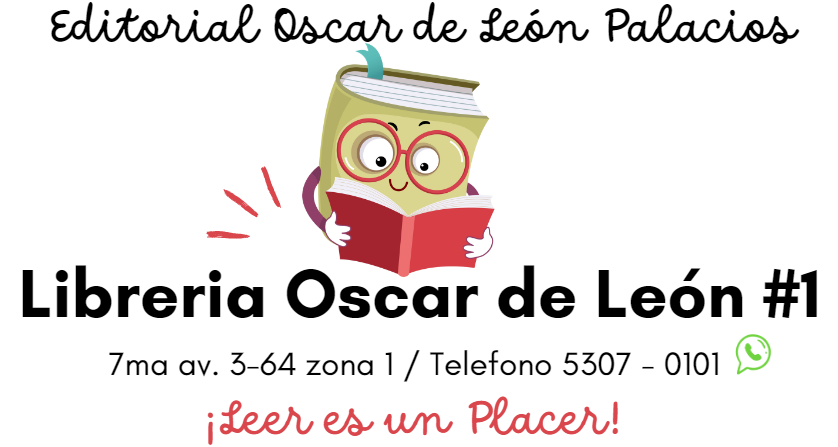 Editorial Oscar de León Palacios
Libreria Oscar de León #1
7ma av. 3-64 zona 1 / Telefono 5307 - 0101
¡Leer es un Placer!